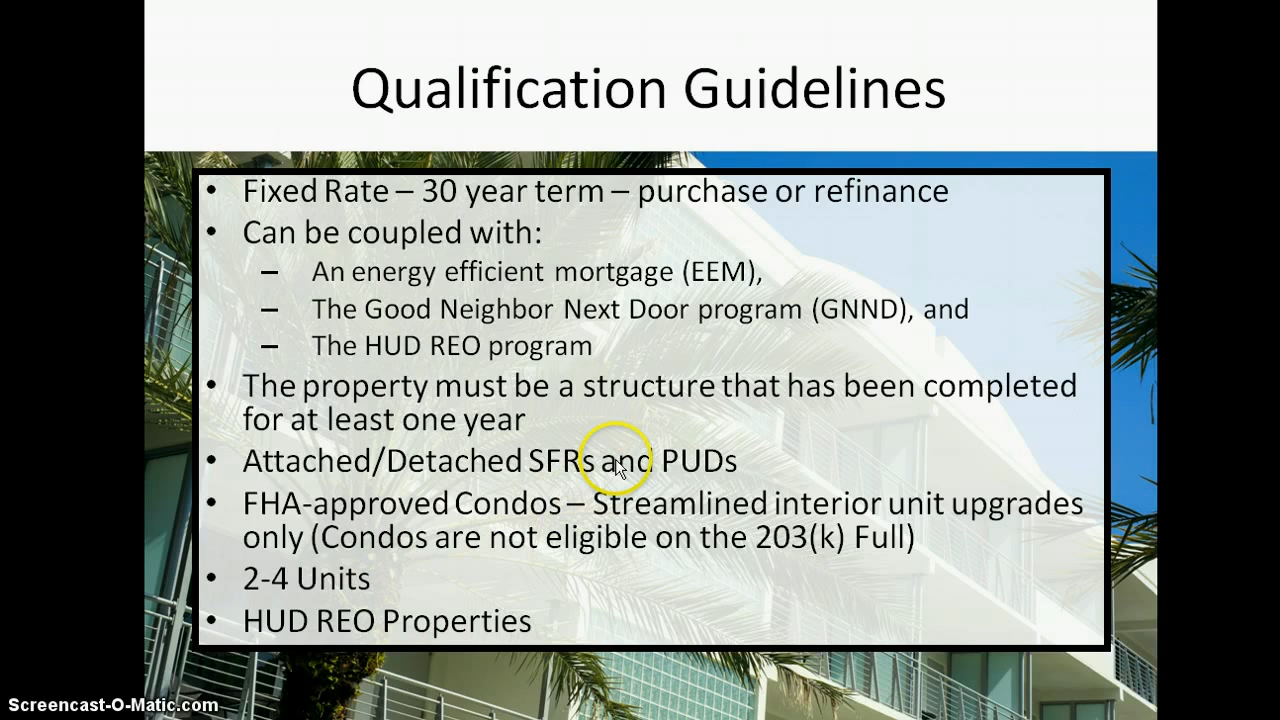 Qualification Guidelines
• Fixed Rate – 30 year term – purchase or refinance
• Can be coupled with:
– An energy efficient mortgage (EEM),
– The Good Neighbor Next Door program (GNND), and
– The HUD REO program
• The property must be a structure that has been completed
for at least one year
• Attached/Detached SFRs and PUDs
• FHA-approved Condos – Streamlined interior unit upgrades
only (Condos are not eligible on the 203(k) Full)
• 2-4 Units
• HUD REO Properties
Screencast-O-Matic.com